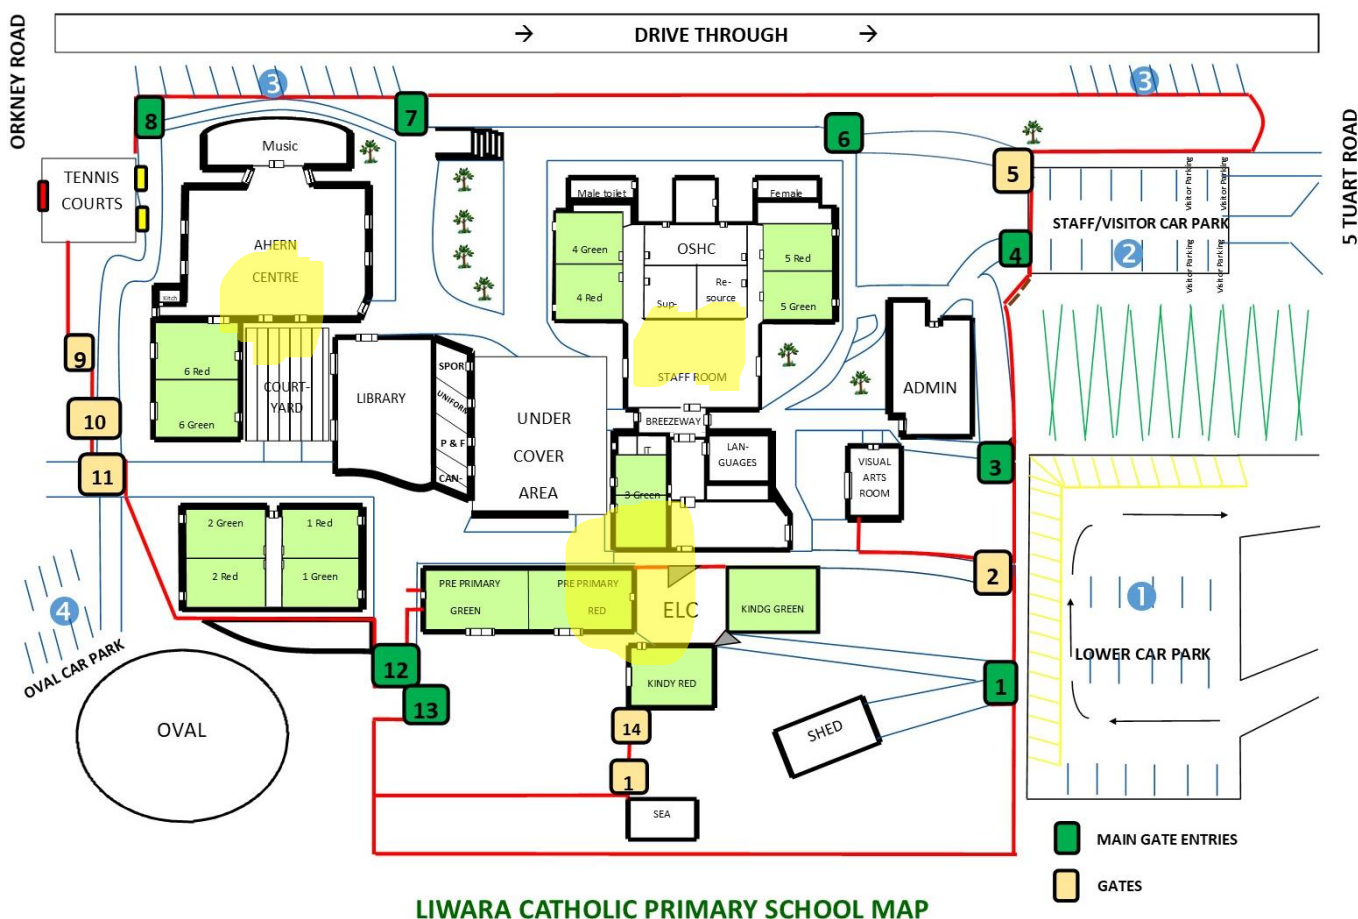 ORKNEY ROAD
→ DRIVE THROUGH →
3
3
8
7
6
5
5 TUART ROAD
Music
TENNIS
COURTS
Male toilet
Female
Visitor Parking
Visitor Parking
STAFF/VISITOR CAR PARK
2
Visitor Parking
Visitor Parking
4
AHERN
CENTRE
Kitch
4 Green
4 Red
OSHC
Sup-
Re-
source
5 Red
5 Green
9
6 Red
6 Green
COURT-
YARD
LIBRARY
SPOR
UNIFORM
P & F
CAN-
UNDER
COVER
AREA
STAFF ROOM
BREEZEWAY
ADMIN
10
11
IT
3 Green
LAN-
GUAGES
VISUAL
ARTS
ROOM
3
2 Green
1 Red
2 Red
1 Green
PRE PRIMARY
GREEN
PRE PRIMARY
RED
ELC
KINDG GREEN
2
1
LOWER CAR PARK
4
OVAL CAR PARK
12
13
KINDY RED
1
OVAL
14
SHED
1
SEA
MAIN GATE ENTRIES
GATES
LIWARA CATHOLIC PRIMARY SCHOOL MAP